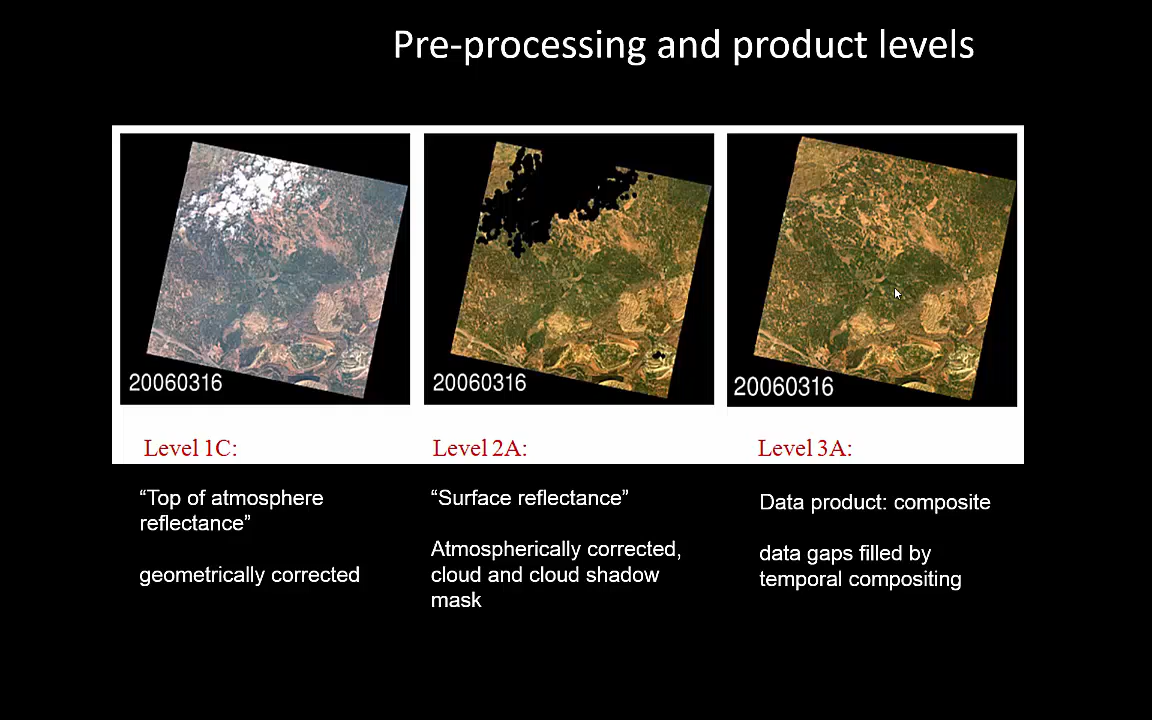 Pre-processing and product levels
20060316
20060316
20060316
Level 1C:
Level 2A:
Level 3A:
“Top of atmosphere
reflectance”
geometrically corrected
“Surface reflectance”
Atmospherically corrected,
cloud and cloud shadow
mask
Data product: composite
data gaps filled by
temporal compositing